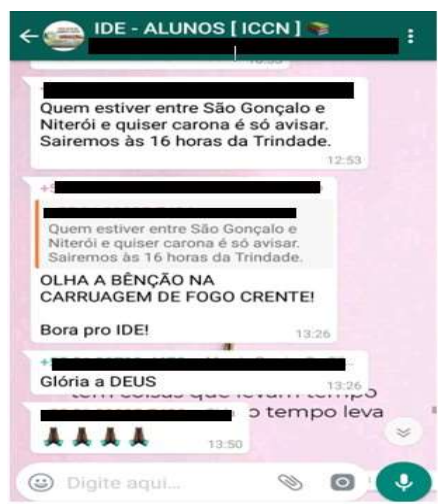 IDE - ALUNOS [ ICCN ]
Quem estiver entre São Gonçalo e
Niterói e quiser carona é só avisar.
Sairemos às 16 horas da Trindade.
12:53
Quem estiver entre São Gonçalo e
Niterói e quiser carona é só avisar.
Sairemos às 16 horas da Trindade.
OLHA A BÊNÇÃO NA
CARRUAGEM DE FOGO CRENTE!
Bora pro IDE!
13:26
Glória a DEUS
13:26
tem coisas que levam tempo
o tempo leva
13:50
Digite aqui...